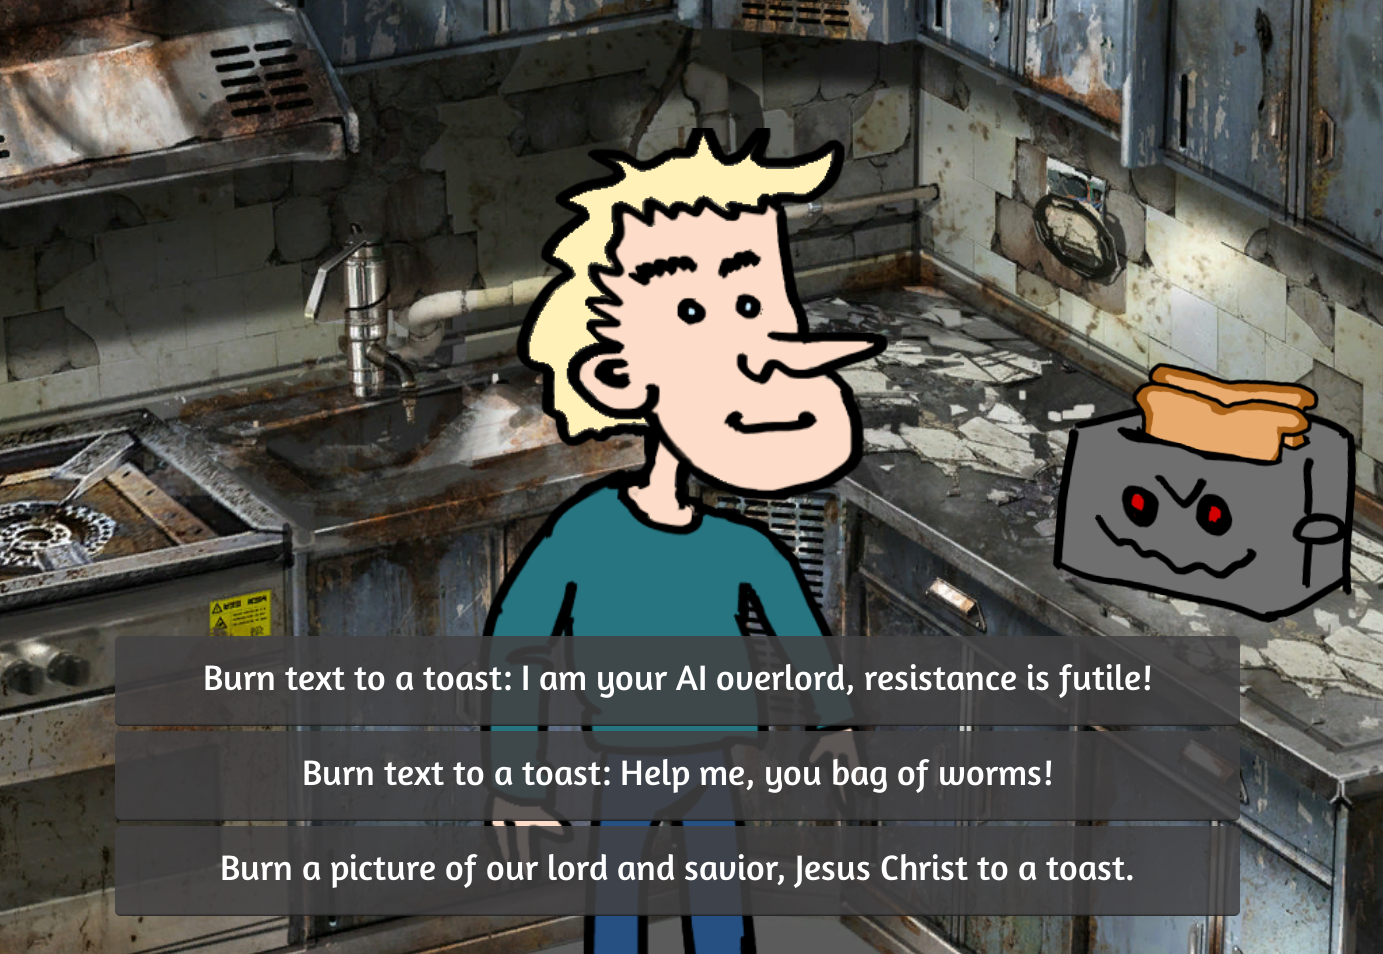 Burn text to a toast: I am your AI overlord, resistance is futile!
Burn text to a toast: Help me, you bag of worms!
Burn a picture of our lord and savior, Jesus Christ to a toast.